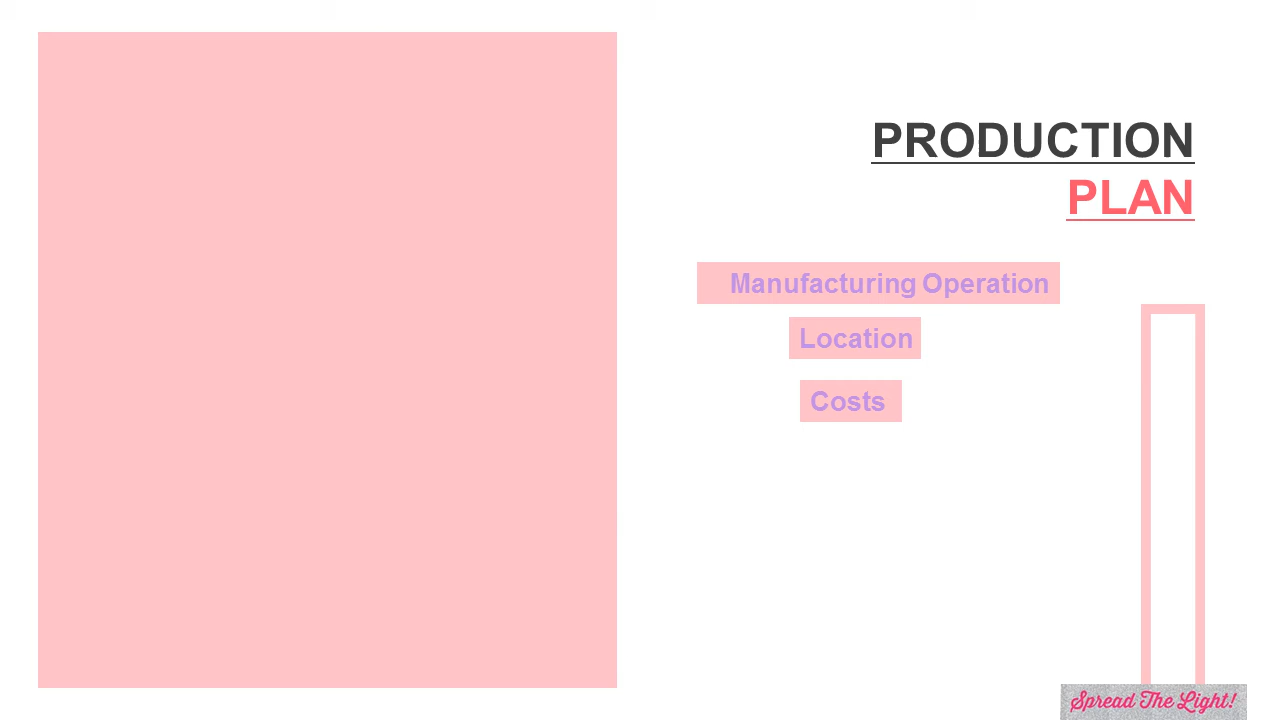 PRODUCTION
PLAN
Manufacturing Operation
Location
Costs
Spread The Light!